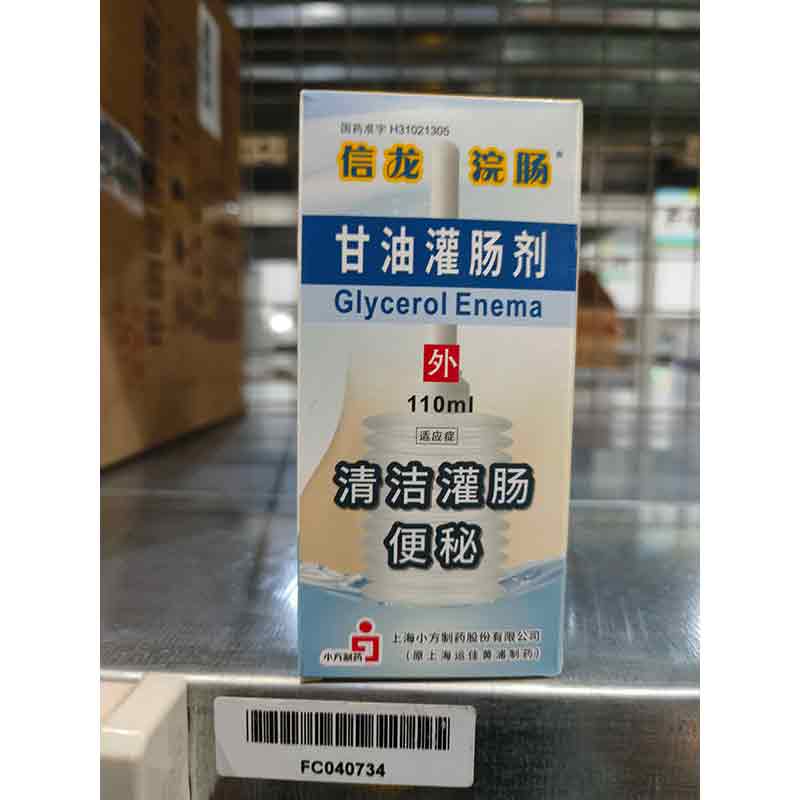 国药准字 H31021305
信龙 浣肠®
甘油灌肠剂
Glycerol Enema
外
110ml
适应症
清洁灌肠
便秘
小方制药
上海小方制药股份有限公司
(原上海运佳黄浦制药)
FC040734